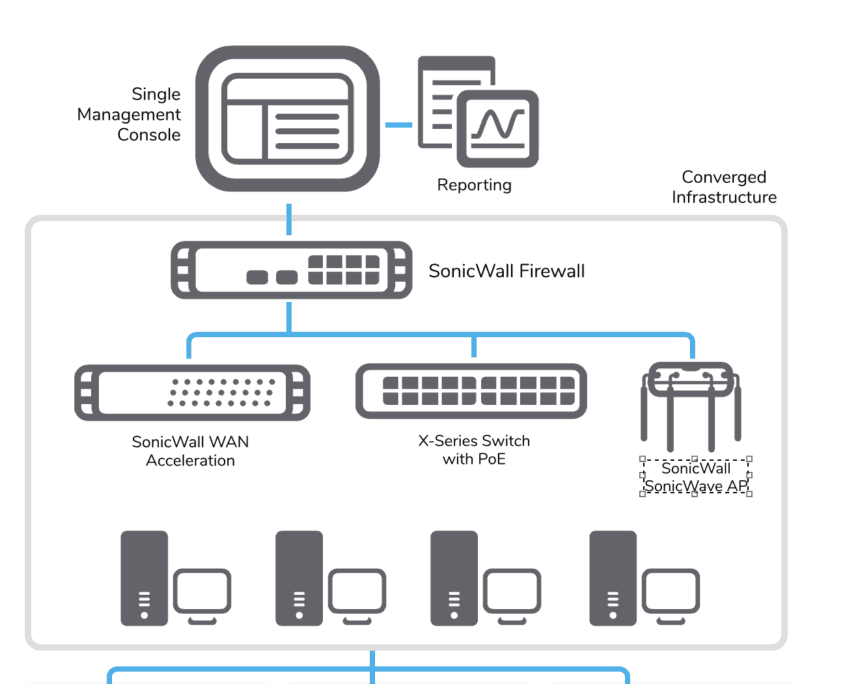 Single
Management
Console
Reporting
Converged
Infrastructure
SonicWall Firewall
SonicWall WAN
Acceleration
X-Series Switch
with PoE
SonicWall
SonicWave AP